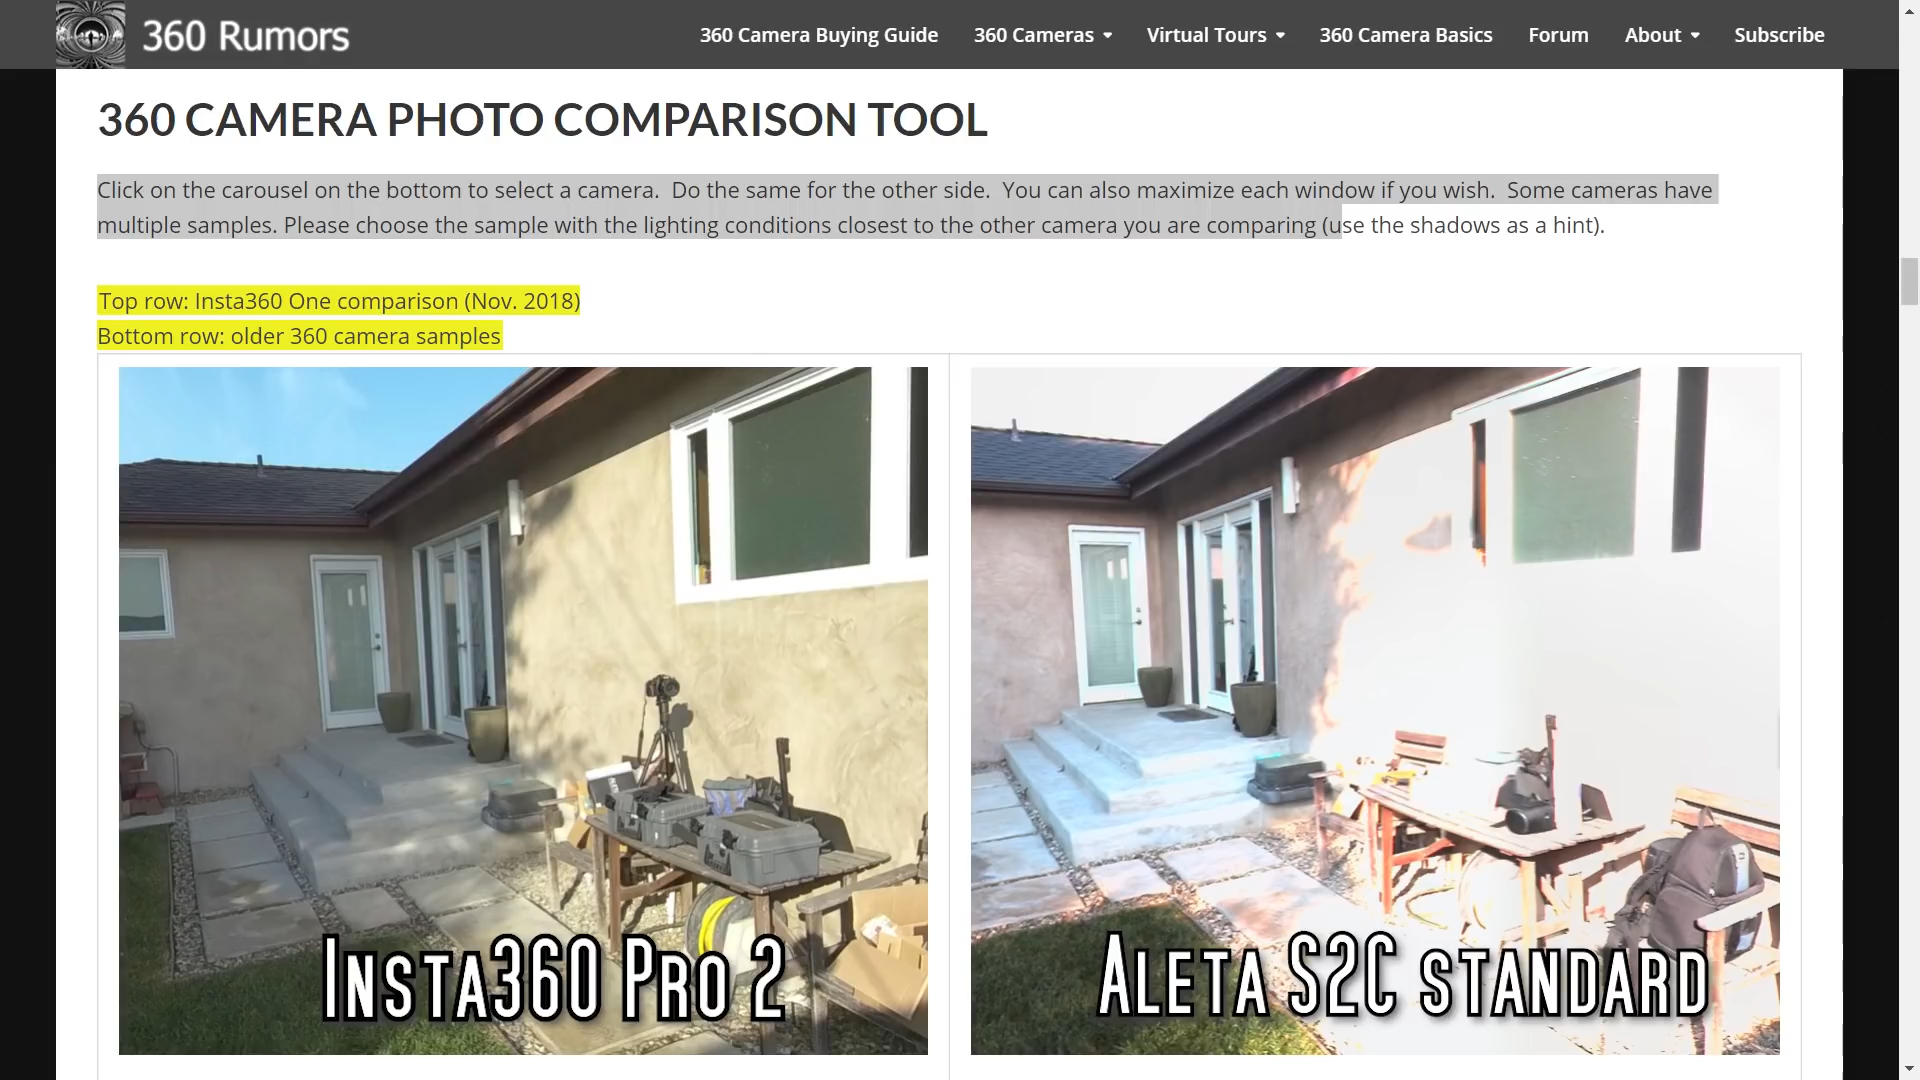 360 Rumors
360 Camera Buying Guide
360 Cameras
Virtual Tours
360 Camera Basics
Forum
About
Subscribe
360 CAMERA PHOTO COMPARISON TOOL
Click on the carousel on the bottom to select a camera.  Do the same for the other side.  You can also maximize each window if you wish.  Some cameras have
multiple samples. Please choose the sample with the lighting conditions closest to the other camera you are comparing (use the shadows as a hint).
Top row: Insta360 One comparison (Nov. 2018)
Bottom row: older 360 camera samples
Insta360 Pro 2
Aleta S2C standard